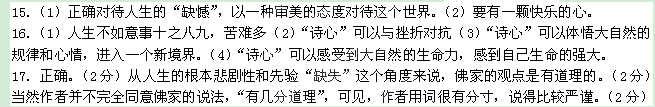 15.（1）正确对待人生的“缺憾”，以一种审美的态度对待这个世界。（2）要有一颗快乐的心。
16.（1）人生不如意事十之八九，苦难多（2）“诗心”可以与挫折对抗（3）“诗心”可以体悟大自然的
规律和心情，进入一个新境界。（4）“诗心”可以感受到大自然的生命力，感到自己生命的强大。
17. 正确。（2分）从人生的根本悲剧性和先验“缺失”这个角度来说，佛家的观点是有道理的。（2分）
当然作者并不完全同意佛家的说法，“有几分道理”，可见，作者用词很有分寸，说得比较严谨。（2分）